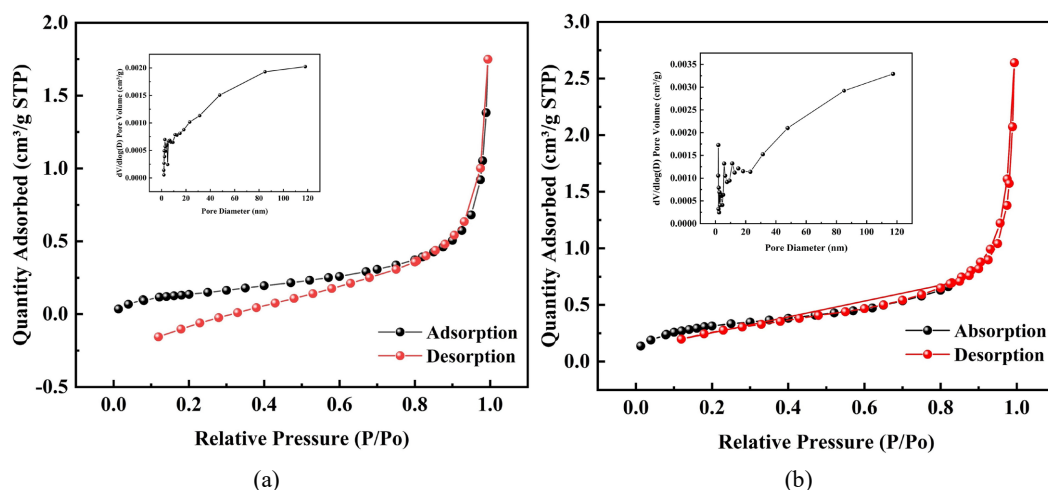 (a)
2.0
1.5
1.0
0.5
0.0
-0.5
Quantity Adsorbed (cm³/g STP)
0.0 0.2 0.4 0.6 0.8 1.0
Relative Pressure (P/Po)
Adsorption
Desorption
0.0020
0.0015
0.0010
0.0005
0.0000
dV/dlog(D) Pore Volume (cm³/g)
0 20 40 60 80 100 120
Pore Diameter (nm)
(a)
(b)
3.0
2.5
2.0
1.5
1.0
0.5
0.0
Quantity Adsorbed (cm³/g STP)
0.0 0.2 0.4 0.6 0.8 1.0
Relative Pressure (P/Po)
Absorption
Desorption
0.0035
0.0030
0.0025
0.0020
0.0015
0.0010
0.0005
0.0000
dV/dlog(D) Pore Volume (cm³/g)
0 20 40 60 80 100 120
Pore Diameter (nm)
(b)